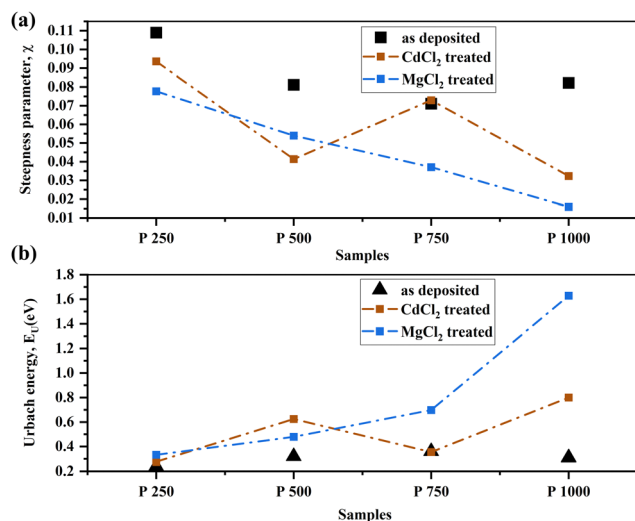 (a)
Steepness parameter, χ
0.11
0.10
0.09
0.08
0.07
0.06
0.05
0.04
0.03
0.02
0.01
as deposited
CdCl₂ treated
MgCl₂ treated
P 250 P 500 P 750 P 1000
Samples
(b)
Urbach energy, E_U(eV)
1.8
1.6
1.4
1.2
1.0
0.8
0.6
0.4
0.2
as deposited
CdCl₂ treated
MgCl₂ treated
P 250 P 500 P 750 P 1000
Samples